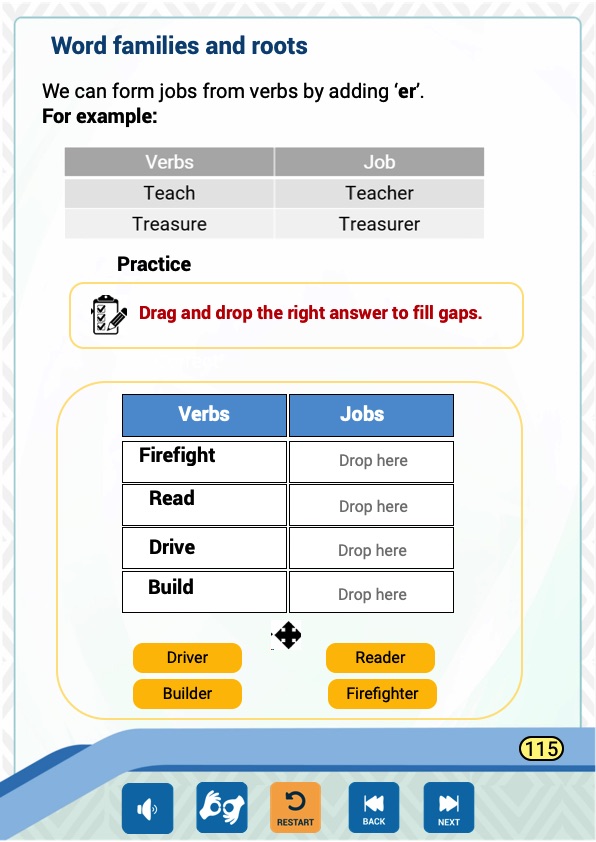 Word families and roots
We can form jobs from verbs by adding ‘er’.
For example:
Verbs Job
Teach Teacher
Treasure Treasurer
Practice
Drag and drop the right answer to fill gaps.
Verbs Jobs
Firefight Drop here
Read Drop here
Drive Drop here
Build Drop here
Driver Reader
Builder Firefighter
115
RESTART BACK NEXT